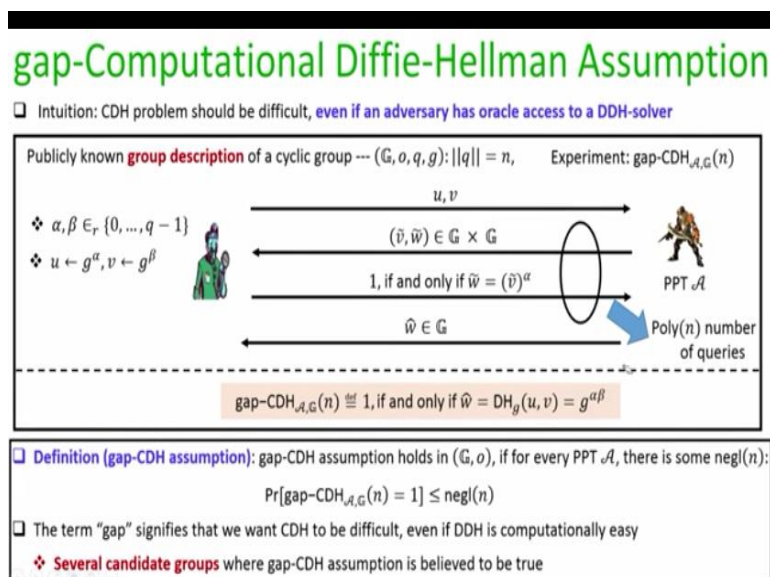 gap-Computational Diffie-Hellman Assumption
❑ Intuition: CDH problem should be difficult, even if an adversary has oracle access to a DDH-solver
Publicly known group description of a cyclic group --- (𝔾, o, q, g): ||q|| = n, Experiment: gap-CDH𝒜,𝔾(n)
u, v
❖ α, β ∈r {0, ..., q − 1}
(ṽ, w̃) ∈ 𝔾 × 𝔾
❖ u ← g^α, v ← g^β
1, if and only if w̃ = (ṽ)^α
PPT 𝒜
ŵ ∈ 𝔾
Poly(n) number
of queries
gap–CDH𝒜,𝔾(n) ≝ 1, if and only if ŵ = DHg(u, v) = g^αβ
❑ Definition (gap-CDH assumption): gap-CDH assumption holds in (𝔾, o), if for every PPT 𝒜, there is some negl(n):
Pr[gap–CDH𝒜,𝔾(n) = 1] ≤ negl(n)
❑ The term "gap" signifies that we want CDH to be difficult, even if DDH is computationally easy
❖ Several candidate groups where gap-CDH assumption is believed to be true